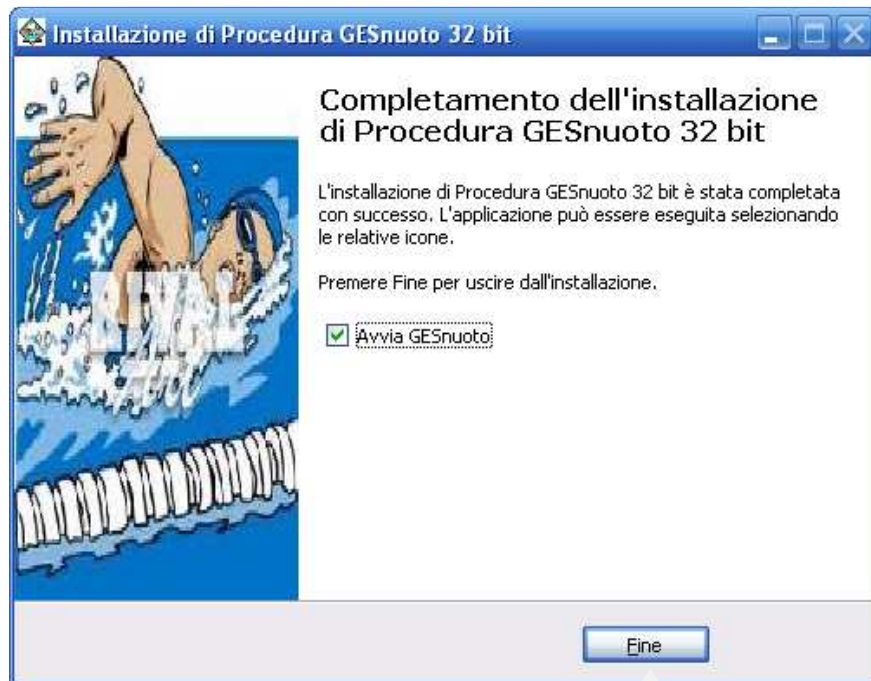 Installazione di Procedura GESnuoto 32 bit
Completamento dell'installazione
di Procedura GESnuoto 32 bit
L'installazione di Procedura GESnuoto 32 bit è stata completata
con successo. L'applicazione può essere eseguita selezionando
le relative icone.
Premere Fine per uscire dall'installazione.
Avvia GESnuoto
Fine